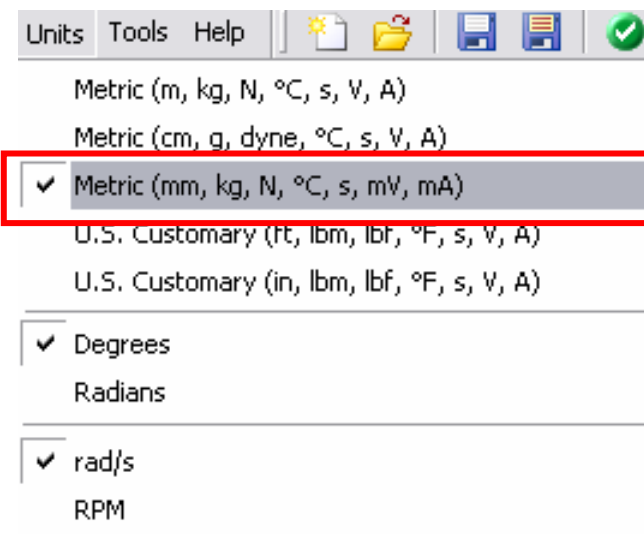 Units Tools Help
Metric (m, kg, N, °C, s, V, A)
Metric (cm, g, dyne, °C, s, V, A)
Metric (mm, kg, N, °C, s, mV, mA)
U.S. Customary (ft, lbm, lbf, °F, s, V, A)
U.S. Customary (in, lbm, lbf, °F, s, V, A)
Degrees
Radians
rad/s
RPM